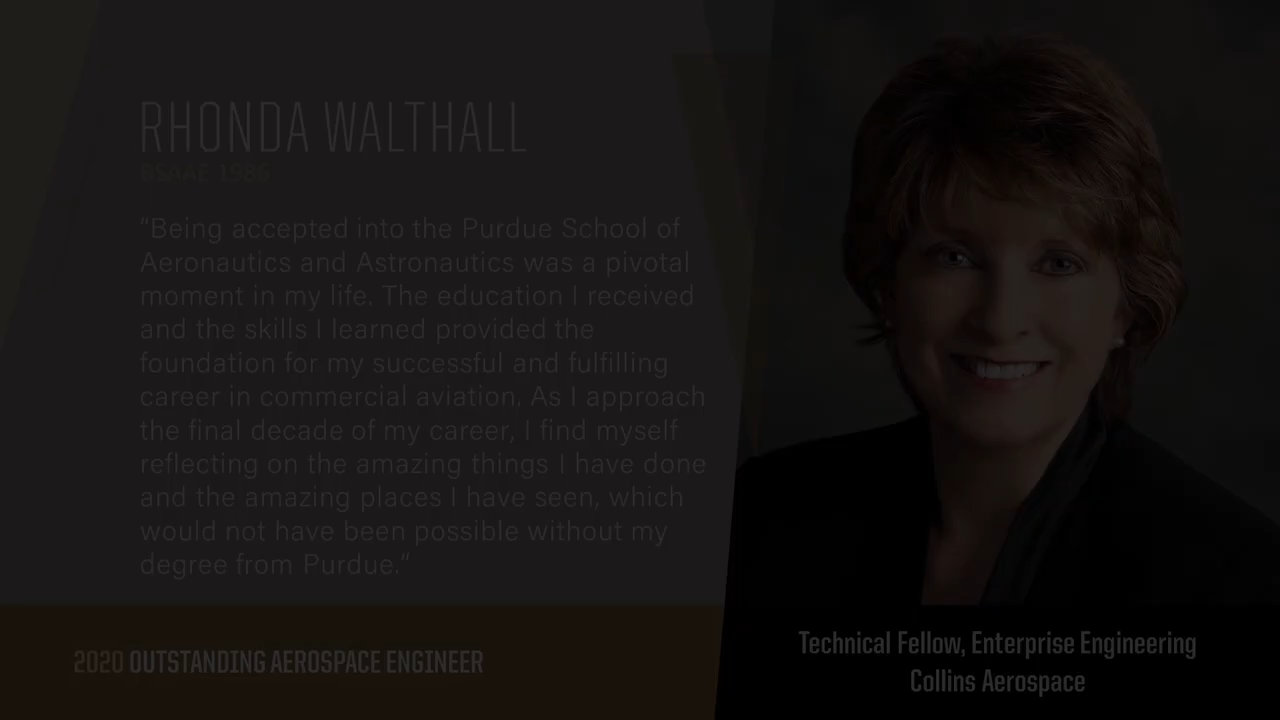 RHONDA WALTHALL
BSAAE 1986
“Being accepted into the Purdue School of
Aeronautics and Astronautics was a pivotal
moment in my life. The education I received
and the skills I learned provided the
foundation for my successful and fulfilling
career in commercial aviation. As I approach
the final decade of my career, I find myself
reflecting on the amazing things I have done
and the amazing places I have seen, which
would not have been possible without my
degree from Purdue.”
2020 OUTSTANDING AEROSPACE ENGINEER
Technical Fellow, Enterprise Engineering
Collins Aerospace